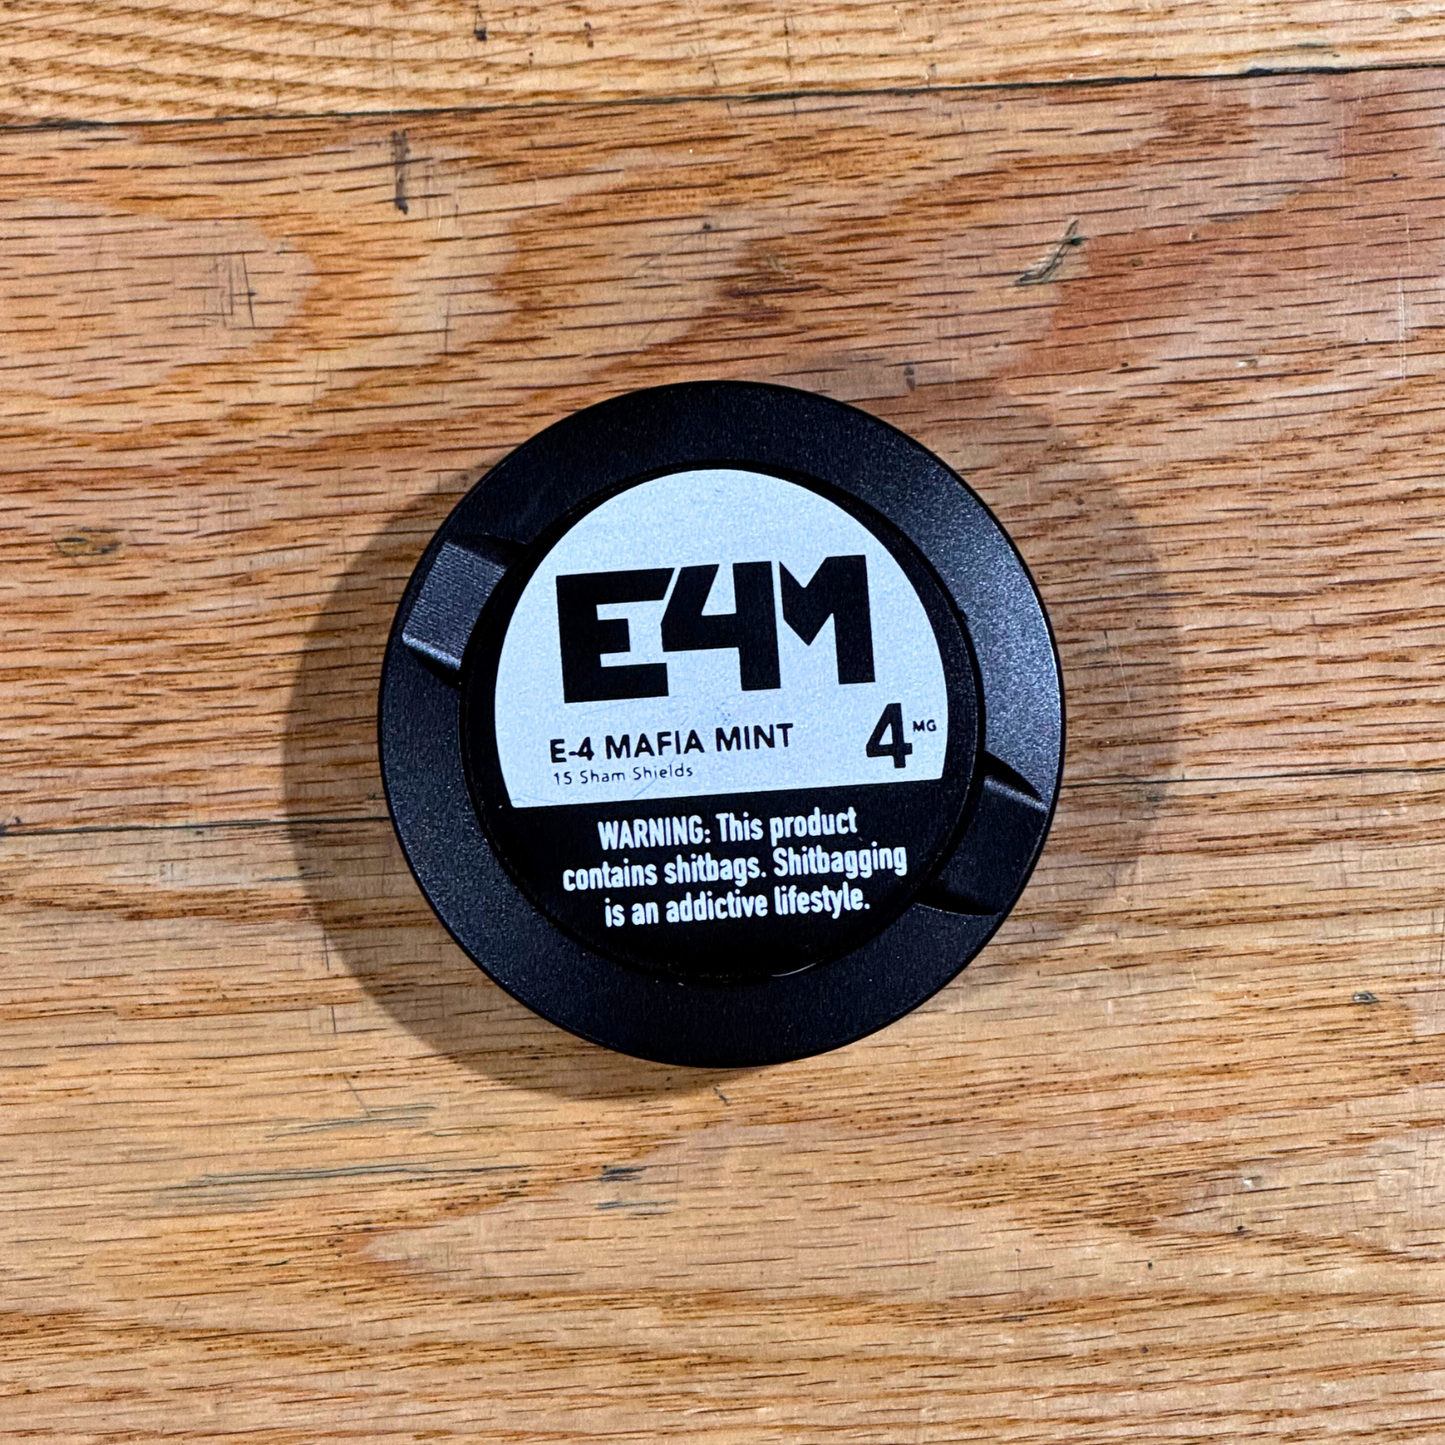 E4M
E-4 MAFIA MINT
4 MG
15 Sham Shields
WARNING: This product
contains shitbags. Shitbagging
is an addictive lifestyle.